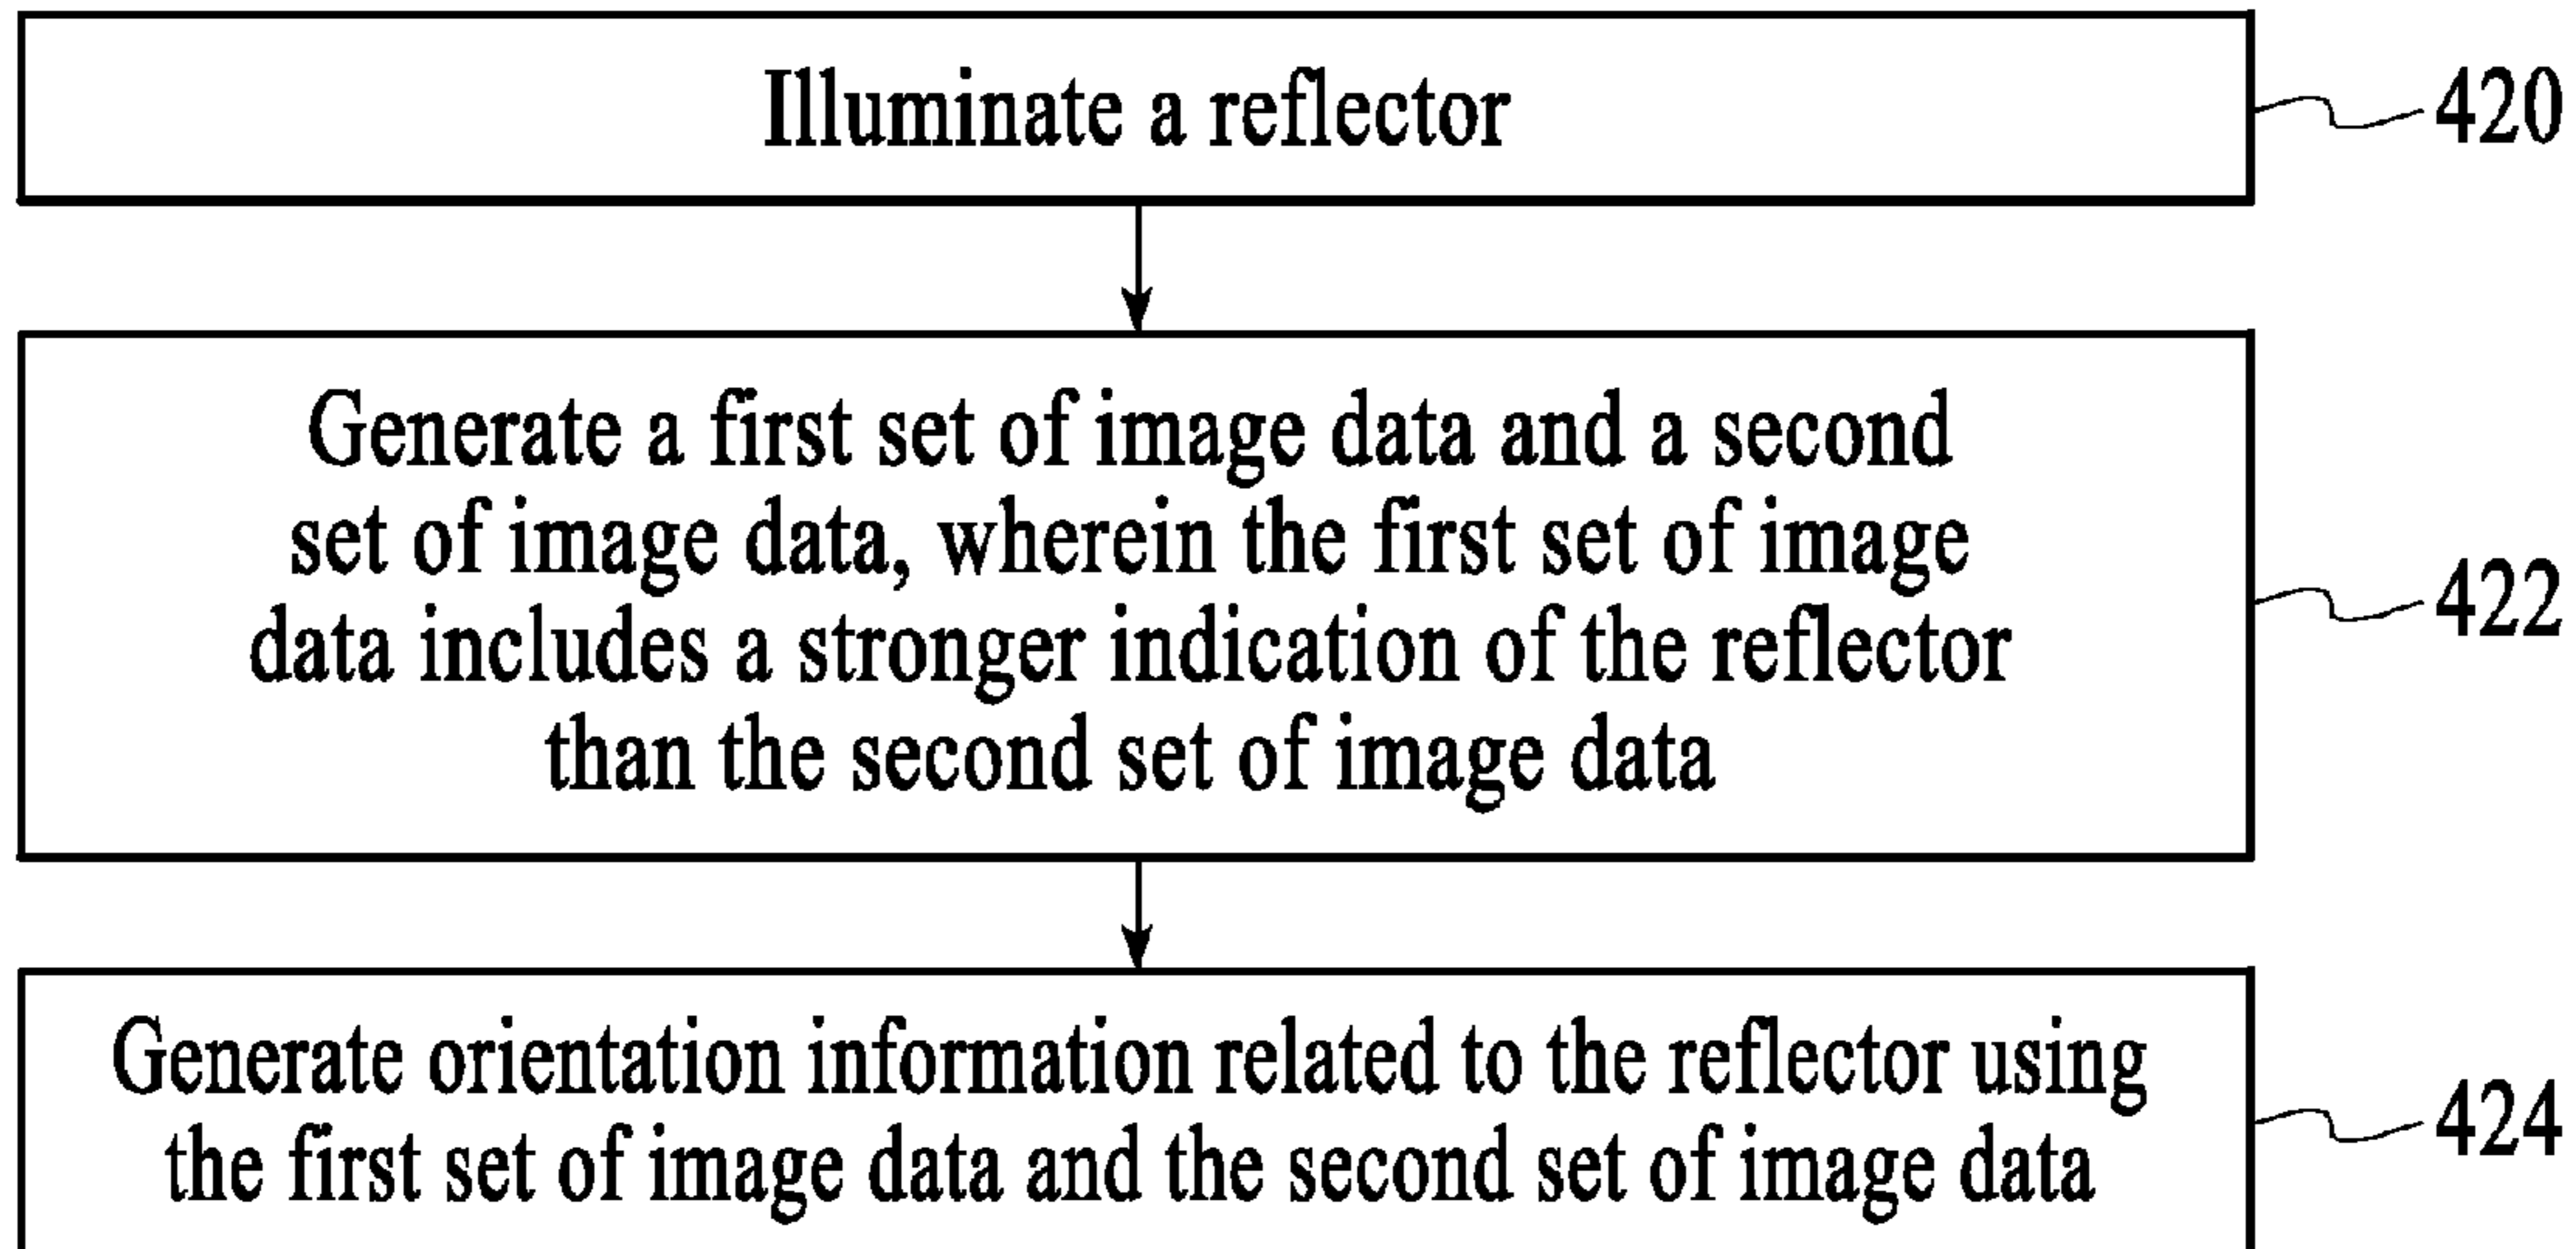 Illuminate a reflector
420
Generate a first set of image data and a second
set of image data, wherein the first set of image
data includes a stronger indication of the reflector
than the second set of image data
422
Generate orientation information related to the reflector using
the first set of image data and the second set of image data
424